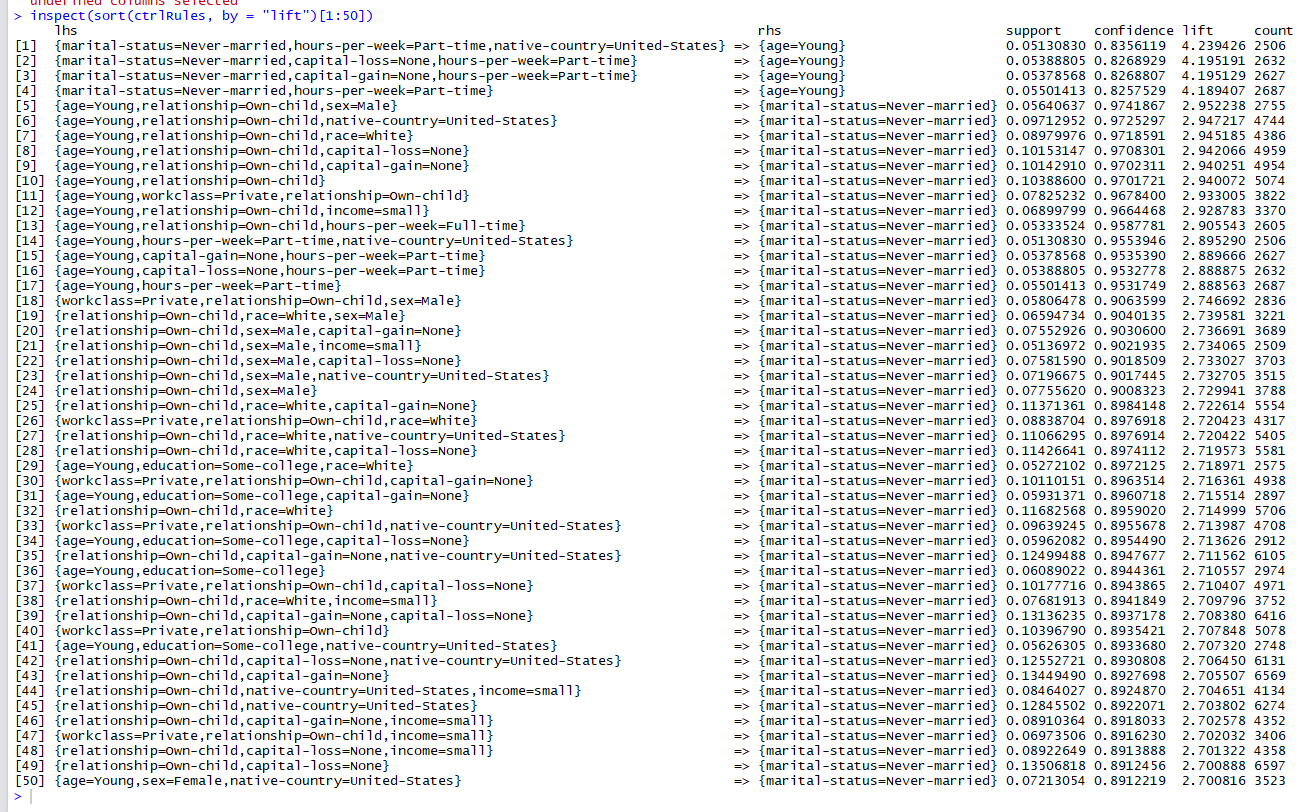 undefined columns selected
> inspect(sort(ctrlRules, by = "lift")[1:50])
lhs rhs support confidence lift count
[1] {marital-status=Never-married,hours-per-week=Part-time,native-country=United-States} => {age=Young} 0.05130830 0.8356119 4.239426 2506
[2] {marital-status=Never-married,capital-loss=None,hours-per-week=Part-time} => {age=Young} 0.05388805 0.8268929 4.195191 2632
[3] {marital-status=Never-married,capital-gain=None,hours-per-week=Part-time} => {age=Young} 0.05378568 0.8268807 4.195129 2627
[4] {marital-status=Never-married,hours-per-week=Part-time} => {age=Young} 0.05501413 0.8257529 4.189407 2687
[5] {age=Young,relationship=Own-child,sex=Male} => {marital-status=Never-married} 0.05640637 0.9741867 2.952238 2755
[6] {age=Young,relationship=Own-child,native-country=United-States} => {marital-status=Never-married} 0.09712952 0.9725297 2.947217 4744
[7] {age=Young,relationship=Own-child,race=White} => {marital-status=Never-married} 0.08979976 0.9718591 2.945185 4386
[8] {age=Young,relationship=Own-child,capital-loss=None} => {marital-status=Never-married} 0.10153147 0.9708301 2.942066 4959
[9] {age=Young,relationship=Own-child,capital-gain=None} => {marital-status=Never-married} 0.10142910 0.9702311 2.940251 4954
[10] {age=Young,relationship=Own-child} => {marital-status=Never-married} 0.10388600 0.9701721 2.940072 5074
[11] {age=Young,workclass=Private,relationship=Own-child} => {marital-status=Never-married} 0.07825232 0.9678400 2.933005 3822
[12] {age=Young,relationship=Own-child,income=small} => {marital-status=Never-married} 0.06899799 0.9664468 2.928783 3370
[13] {age=Young,relationship=Own-child,hours-per-week=Full-time} => {marital-status=Never-married} 0.05333524 0.9587781 2.905543 2605
[14] {age=Young,hours-per-week=Part-time,native-country=United-States} => {marital-status=Never-married} 0.05130830 0.9553946 2.895290 2506
[15] {age=Young,capital-gain=None,hours-per-week=Part-time} => {marital-status=Never-married} 0.05378568 0.9535390 2.889666 2627
[16] {age=Young,capital-loss=None,hours-per-week=Part-time} => {marital-status=Never-married} 0.05388805 0.9532778 2.888875 2632
[17] {age=Young,hours-per-week=Part-time} => {marital-status=Never-married} 0.05501413 0.9531749 2.888563 2687
[18] {workclass=Private,relationship=Own-child,sex=Male} => {marital-status=Never-married} 0.05806478 0.9063599 2.746692 2836
[19] {relationship=Own-child,race=White,sex=Male} => {marital-status=Never-married} 0.06594734 0.9040135 2.739581 3221
[20] {relationship=Own-child,sex=Male,capital-gain=None} => {marital-status=Never-married} 0.07552926 0.9030600 2.736691 3689
[21] {relationship=Own-child,sex=Male,income=small} => {marital-status=Never-married} 0.05136972 0.9021935 2.734065 2509
[22] {relationship=Own-child,sex=Male,capital-loss=None} => {marital-status=Never-married} 0.07581590 0.9018509 2.733027 3703
[23] {relationship=Own-child,sex=Male,native-country=United-States} => {marital-status=Never-married} 0.07196675 0.9017445 2.732705 3515
[24] {relationship=Own-child,sex=Male} => {marital-status=Never-married} 0.07755620 0.9008323 2.729941 3788
[25] {relationship=Own-child,race=White,capital-gain=None} => {marital-status=Never-married} 0.11371361 0.8984148 2.722614 5554
[26] {workclass=Private,relationship=Own-child,race=White} => {marital-status=Never-married} 0.08838704 0.8976918 2.720423 4317
[27] {relationship=Own-child,race=White,native-country=United-States} => {marital-status=Never-married} 0.11066295 0.8976914 2.720422 5405
[28] {relationship=Own-child,race=White,capital-loss=None} => {marital-status=Never-married} 0.11426641 0.8974112 2.719573 5581
[29] {age=Young,education=Some-college,race=White} => {marital-status=Never-married} 0.05272102 0.8972125 2.718971 2575
[30] {workclass=Private,relationship=Own-child,capital-gain=None} => {marital-status=Never-married} 0.10110151 0.8963514 2.716361 4938
[31] {age=Young,education=Some-college,capital-gain=None} => {marital-status=Never-married} 0.05931371 0.8960718 2.715514 2897
[32] {relationship=Own-child,race=White} => {marital-status=Never-married} 0.11682568 0.8959020 2.714999 5706
[33] {workclass=Private,relationship=Own-child,native-country=United-States} => {marital-status=Never-married} 0.09639245 0.8955678 2.713987 4708
[34] {age=Young,education=Some-college,capital-loss=None} => {marital-status=Never-married} 0.05962082 0.8954490 2.713626 2912
[35] {relationship=Own-child,capital-gain=None,native-country=United-States} => {marital-status=Never-married} 0.12499488 0.8947677 2.711562 6105
[36] {age=Young,education=Some-college} => {marital-status=Never-married} 0.06089022 0.8944361 2.710557 2974
[37] {workclass=Private,relationship=Own-child,capital-loss=None} => {marital-status=Never-married} 0.10177716 0.8943865 2.710407 4971
[38] {relationship=Own-child,race=White,income=small} => {marital-status=Never-married} 0.07681913 0.8941849 2.709796 3752
[39] {relationship=Own-child,capital-gain=None,capital-loss=None} => {marital-status=Never-married} 0.13136235 0.8937178 2.708380 6416
[40] {workclass=Private,relationship=Own-child} => {marital-status=Never-married} 0.10396790 0.8935421 2.707848 5078
[41] {age=Young,education=Some-college,native-country=United-States} => {marital-status=Never-married} 0.05626305 0.8933680 2.707320 2748
[42] {relationship=Own-child,capital-loss=None,native-country=United-States} => {marital-status=Never-married} 0.12552721 0.8930808 2.706450 6131
[43] {relationship=Own-child,capital-gain=None} => {marital-status=Never-married} 0.13449490 0.8927698 2.705507 6569
[44] {relationship=Own-child,native-country=United-States,income=small} => {marital-status=Never-married} 0.08464027 0.8924870 2.704651 4134
[45] {relationship=Own-child,native-country=United-States} => {marital-status=Never-married} 0.12845502 0.8922071 2.703802 6274
[46] {relationship=Own-child,capital-gain=None,income=small} => {marital-status=Never-married} 0.08910364 0.8918033 2.702578 4352
[47] {workclass=Private,relationship=Own-child,income=small} => {marital-status=Never-married} 0.06973506 0.8916230 2.702032 3406
[48] {relationship=Own-child,capital-loss=None,income=small} => {marital-status=Never-married} 0.08922649 0.8913888 2.701322 4358
[49] {relationship=Own-child,capital-loss=None} => {marital-status=Never-married} 0.13506818 0.8912456 2.700888 6597
[50] {age=Young,sex=Female,native-country=United-States} => {marital-status=Never-married} 0.07213054 0.8912219 2.700816 3523
>